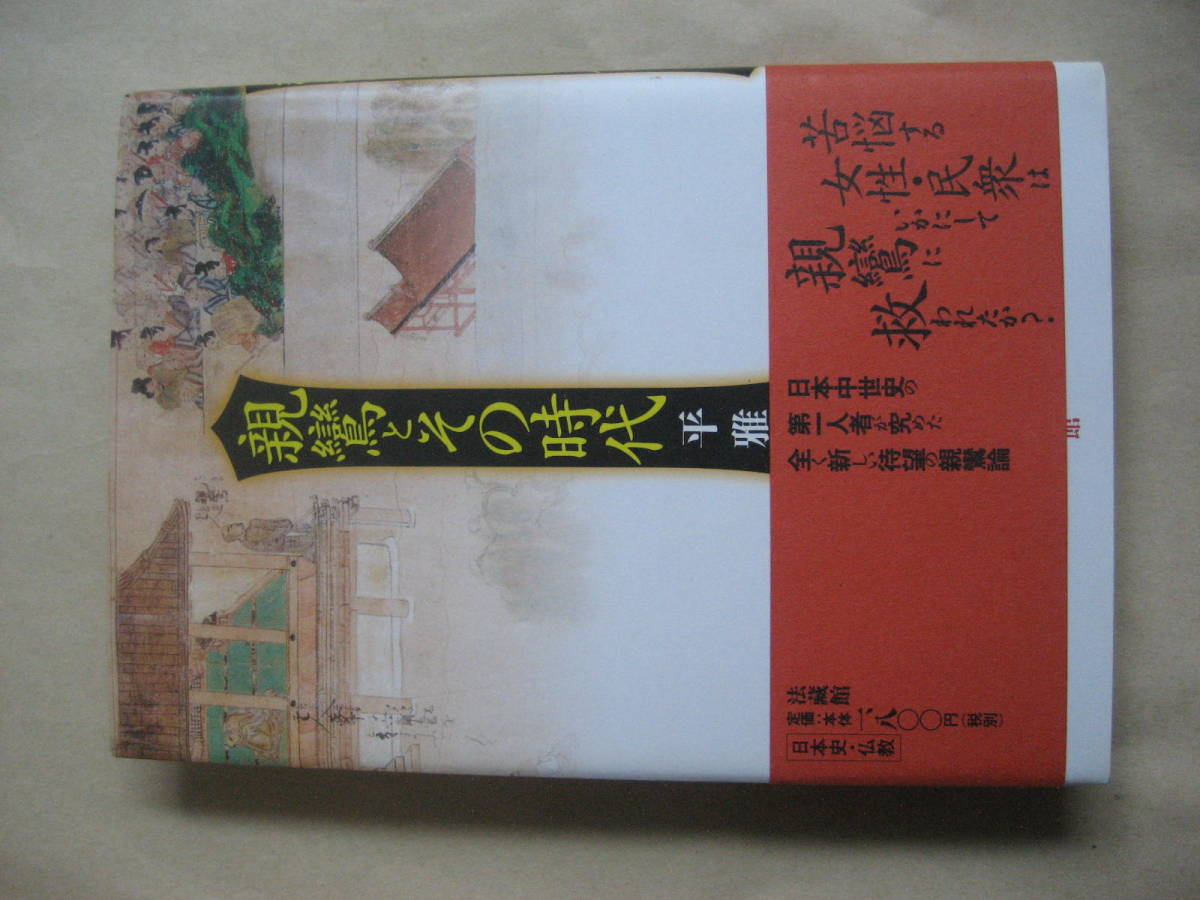 親鸞とその時代
平 雅
苦悩する
女性・民衆は
いかにして
親鸞に
救われたか?
日本中世史の
第一人者が究めた
全く新しい待望の親鸞論
法藏館
定価：本体一、八〇〇円（税別）
日本史・仏教
館